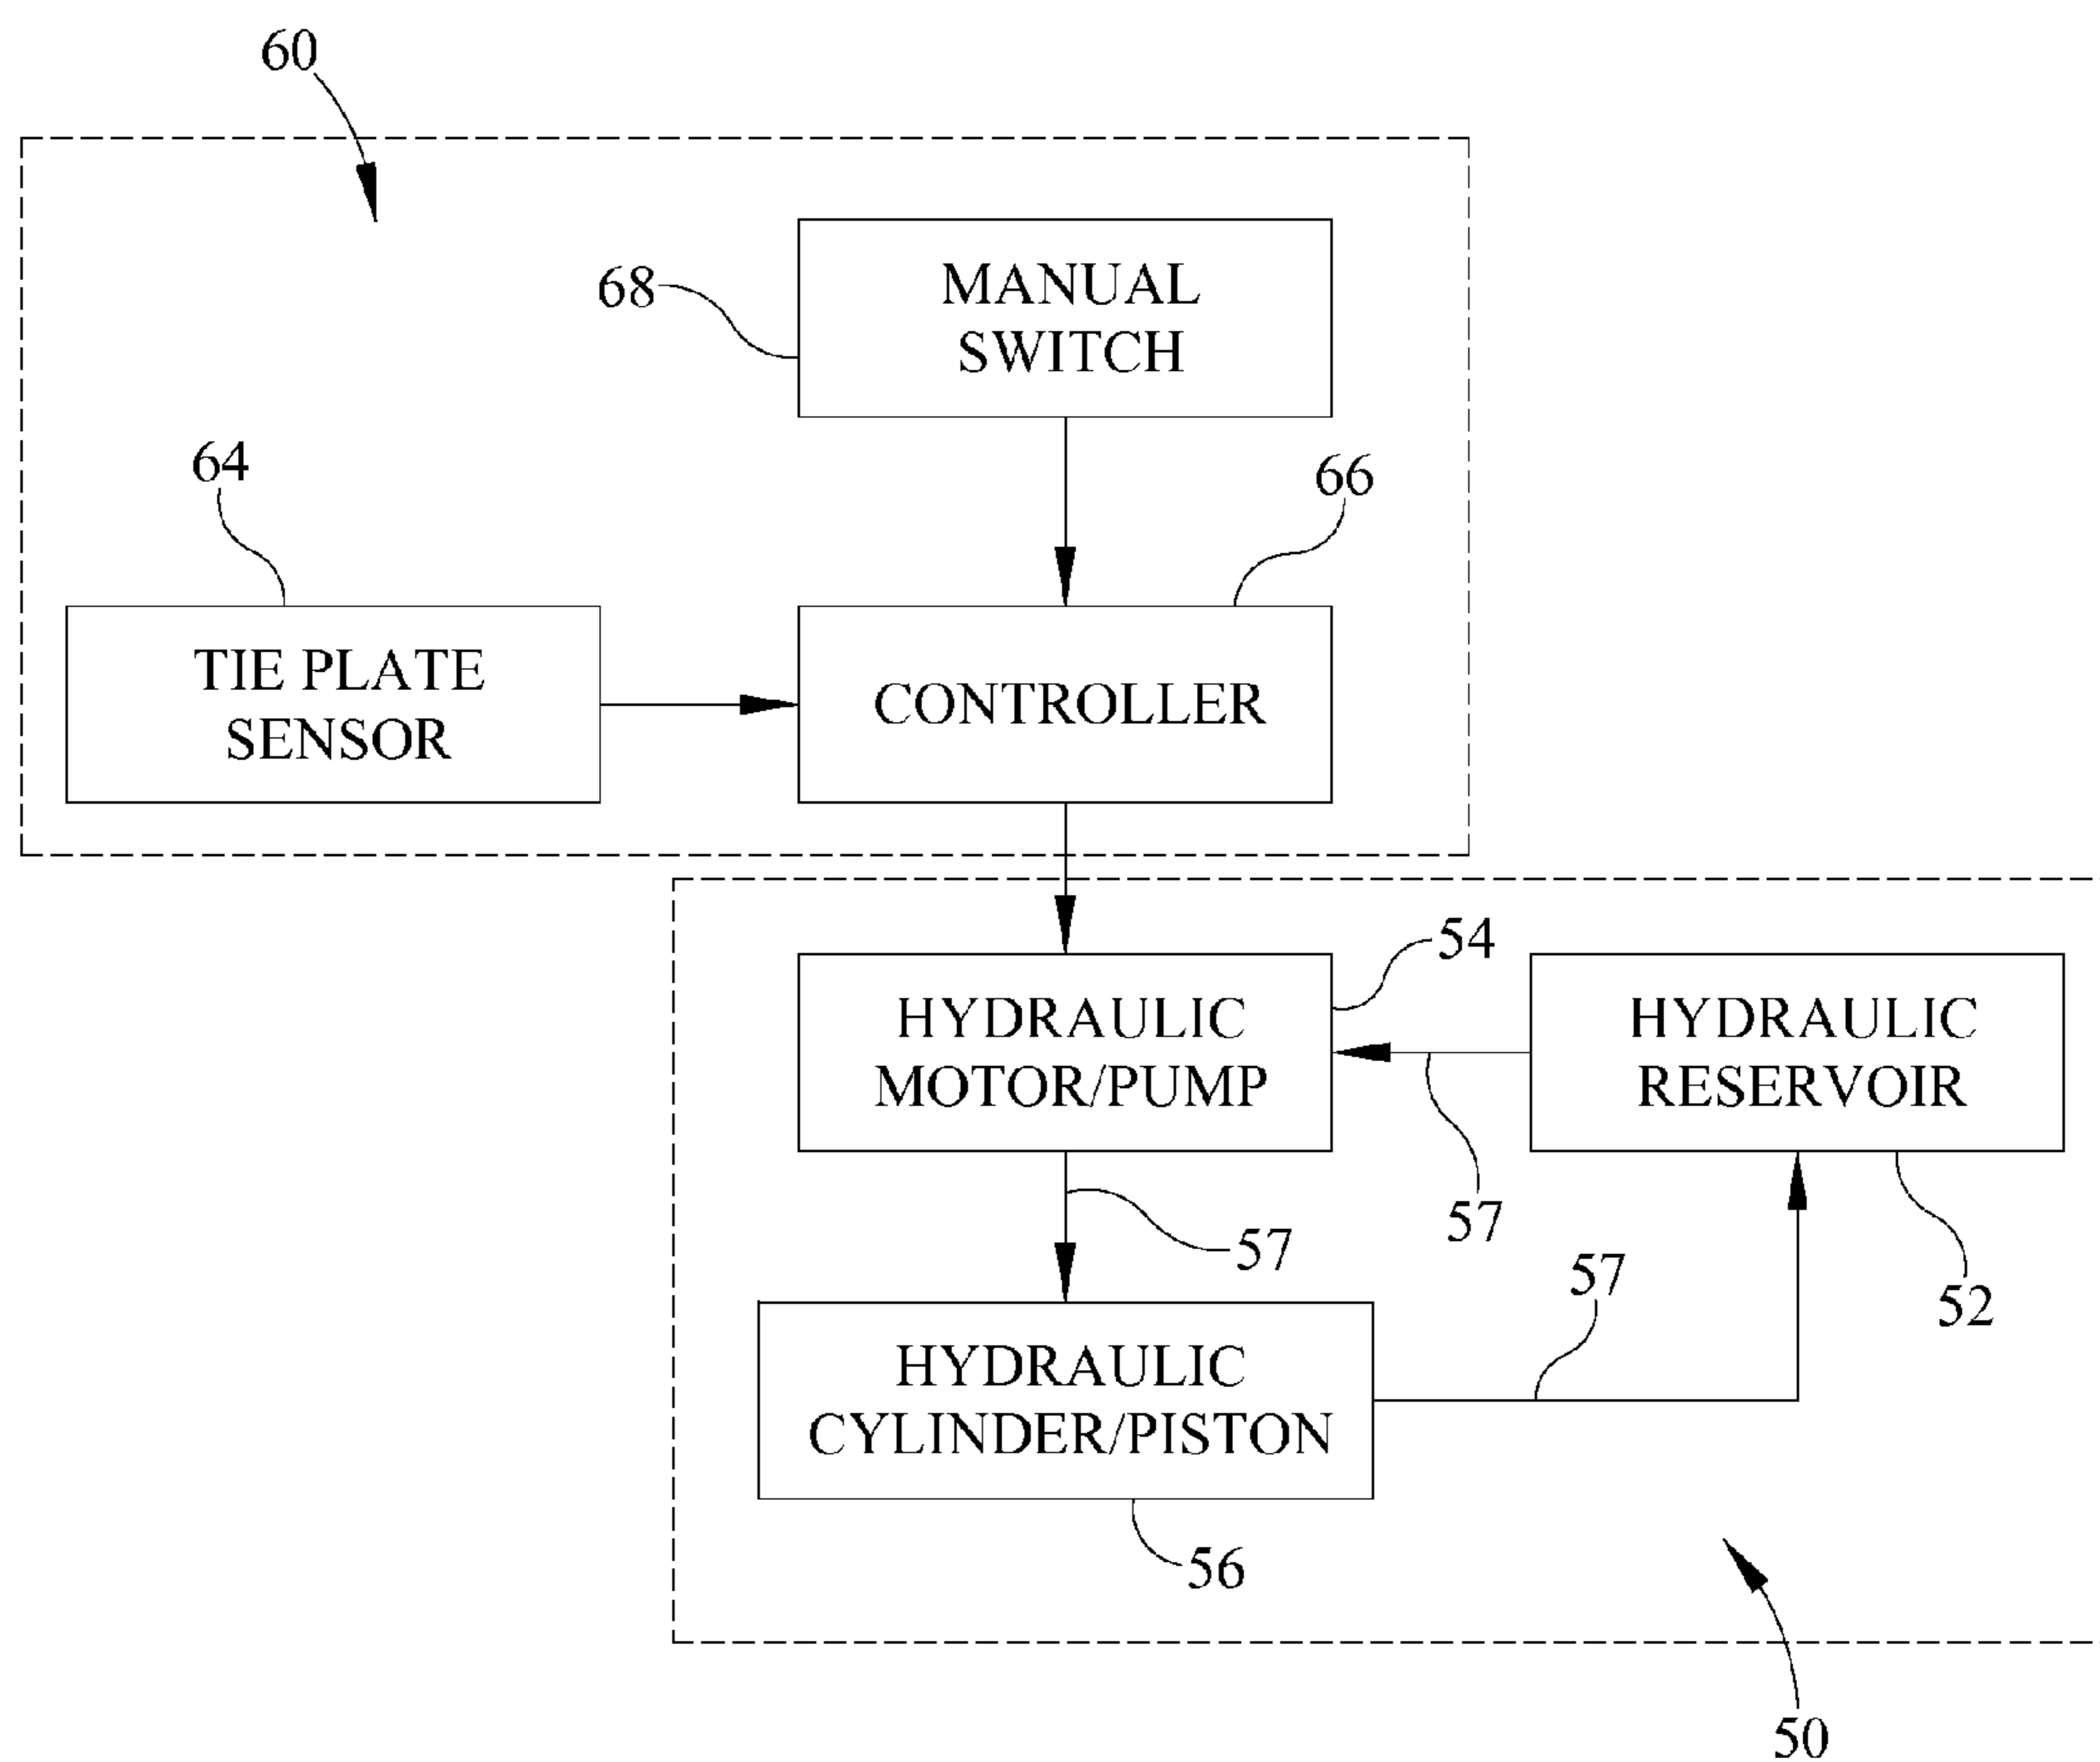 60
68
MANUAL
SWITCH
64
66
TIE PLATE
SENSOR
CONTROLLER
54
HYDRAULIC
MOTOR/PUMP
HYDRAULIC
RESERVOIR
57
57
57
52
HYDRAULIC
CYLINDER/PISTON
56
50